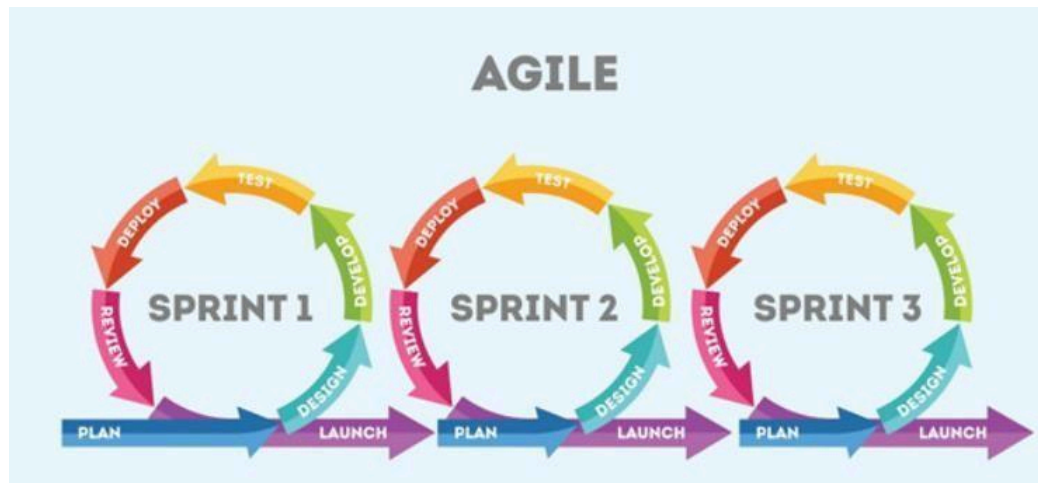 AGILE
TEST
TEST
TEST
DEPLOY
DEPLOY
DEPLOY
DEVELOP
DEVELOP
DEVELOP
SPRINT 1
SPRINT 2
SPRINT 3
REVIEW
REVIEW
REVIEW
DESIGN
DESIGN
DESIGN
PLAN
LAUNCH
PLAN
LAUNCH
PLAN
LAUNCH